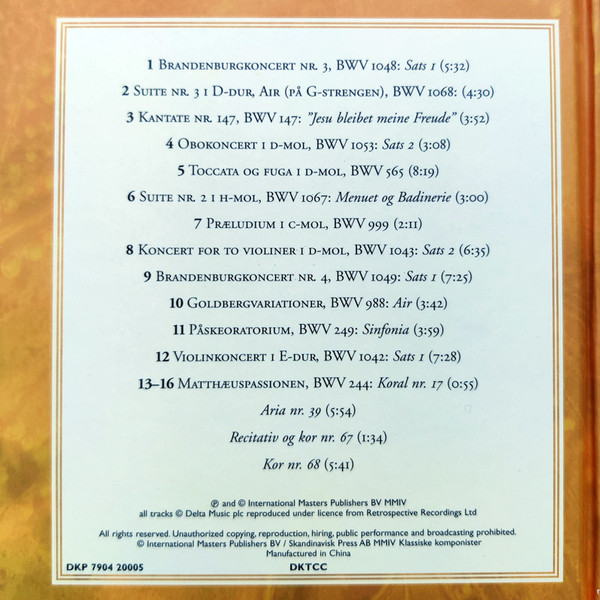 1 Brandenburgkoncert nr. 3, BWV 1048: Sats 1 (5:32)
2 Suite nr. 3 i D-dur, Air (på G-strengen), BWV 1068: (4:30)
3 Kantate nr. 147, BWV 147: ”Jesu bleibet meine Freude” (3:52)
4 Obokoncert i d-mol, BWV 1053: Sats 2 (3:08)
5 Toccata og fuga i d-mol, BWV 565 (8:19)
6 Suite nr. 2 i h-mol, BWV 1067: Menuet og Badinerie (3:00)
7 Præludium i c-mol, BWV 999 (2:11)
8 Koncert for to violiner i d-mol, BWV 1043: Sats 2 (6:35)
9 Brandenburgkoncert nr. 4, BWV 1049: Sats 1 (7:25)
10 Goldbergvariationer, BWV 988: Air (3:42)
11 Påskeoratorium, BWV 249: Sinfonia (3:59)
12 Violinkoncert i E-dur, BWV 1042: Sats 1 (7:28)
13–16 Matthæuspassionen, BWV 244: Koral nr. 17 (0:55)
Aria nr. 39 (5:54)
Recitativ og kor nr. 67 (1:34)
Kor nr. 68 (5:41)
℗ and © International Masters Publishers BV MMIV
all tracks © Delta Music plc reproduced under licence from Retrospective Recordings Ltd
All rights reserved. Unauthorized copying, reproduction, hiring, public performance and broadcasting prohibited.
© International Masters Publishers BV / Skandinavisk Press AB MMIV Klassiske komponister
Manufactured in China
DKP 7904 20005 DKTCC